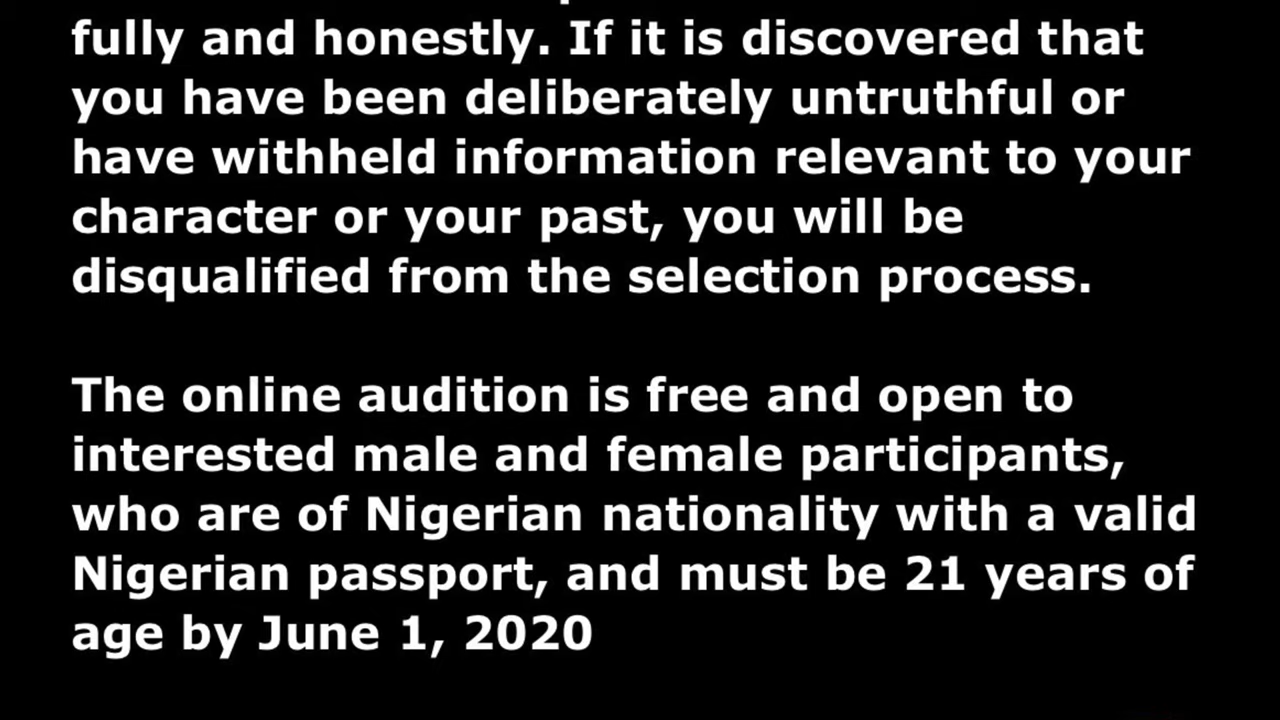 fully and honestly. If it is discovered that
you have been deliberately untruthful or
have withheld information relevant to your
character or your past, you will be
disqualified from the selection process.
The online audition is free and open to
interested male and female participants,
who are of Nigerian nationality with a valid
Nigerian passport, and must be 21 years of
age by June 1, 2020